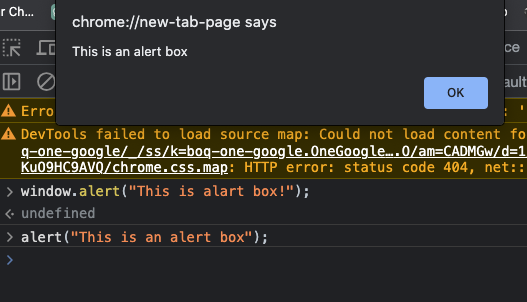 r Ch...
chrome://new-tab-page says
This is an alert box
OK
ce
ault
Erro
DevTools failed to load source map: Could not load content fo
q-one-google/_/ss/k=boq-one-google.OneGoogle….O/am=CADMGw/d=1
KuO9HC9AVQ/chrome.css.map: HTTP error: status code 404, net::
> window.alert("This is alart box!");
<· undefined
> alert("This is an alert box");
>